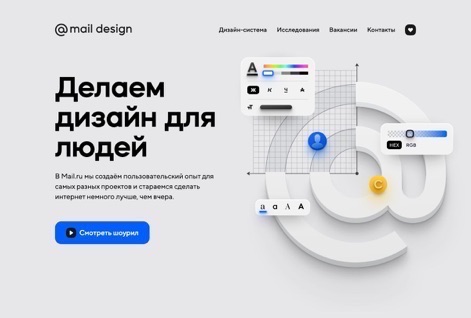 @mail design
Дизайн-система Исследования Вакансии Контакты
Делаем
дизайн для
людей
В Mail.ru мы создаём пользовательский опыт для
самых разных проектов и стараемся сделать
интернет немного лучше, чем вчера.
Смотреть шоурил
A
Ж К Ч A
HEX RGB
C
a a A A